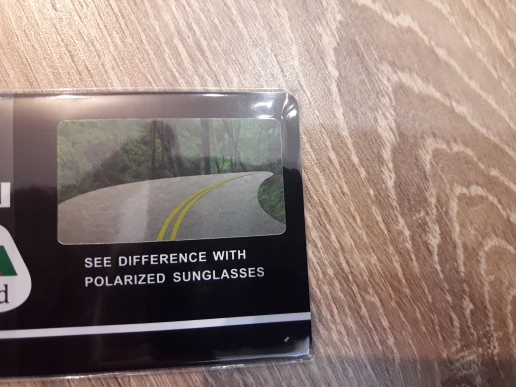 SEE DIFFERENCE WITH
POLARIZED SUNGLASSES